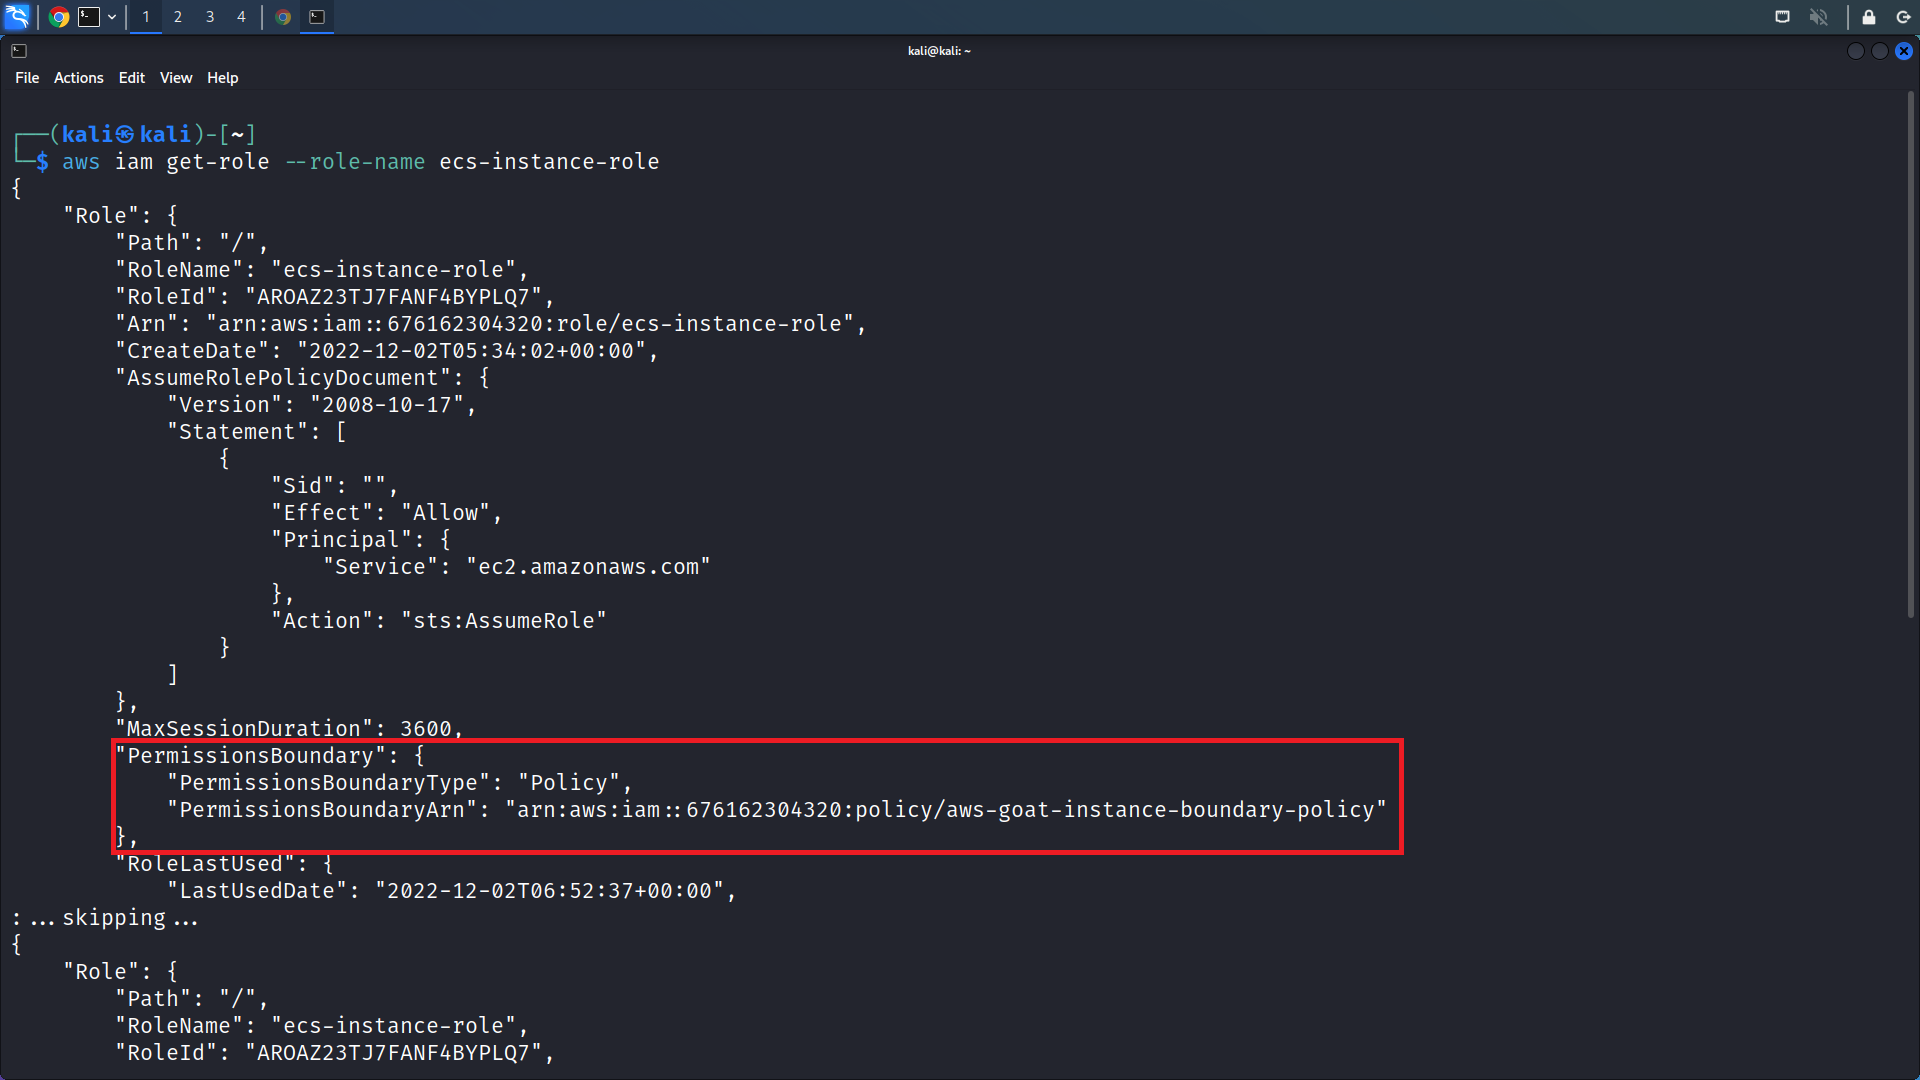 1 2 3 4
kali@kali: ~
File Actions Edit View Help
┌──(kali㉿kali)-[~]
└─$ aws iam get-role --role-name ecs-instance-role
{
    "Role": {
        "Path": "/",
        "RoleName": "ecs-instance-role",
        "RoleId": "AROAZ23TJ7FANF4BYPLQ7",
        "Arn": "arn:aws:iam::676162304320:role/ecs-instance-role",
        "CreateDate": "2022-12-02T05:34:02+00:00",
        "AssumeRolePolicyDocument": {
            "Version": "2008-10-17",
            "Statement": [
                {
                    "Sid": "",
                    "Effect": "Allow",
                    "Principal": {
                        "Service": "ec2.amazonaws.com"
                    },
                    "Action": "sts:AssumeRole"
                }
            ]
        },
        "MaxSessionDuration": 3600,
        "PermissionsBoundary": {
            "PermissionsBoundaryType": "Policy",
            "PermissionsBoundaryArn": "arn:aws:iam::676162304320:policy/aws-goat-instance-boundary-policy"
        },
        "RoleLastUsed": {
            "LastUsedDate": "2022-12-02T06:52:37+00:00",
:...skipping...
{
    "Role": {
        "Path": "/",
        "RoleName": "ecs-instance-role",
        "RoleId": "AROAZ23TJ7FANF4BYPLQ7",